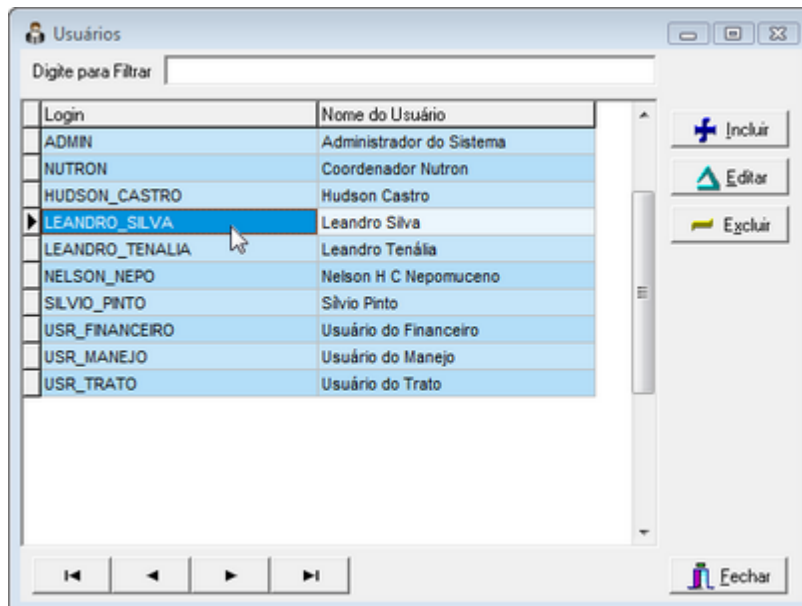 Usuários
Digite para Filtrar
Login Nome do Usuário
ADMIN Administrador do Sistema
NUTRON Coordenador Nutron
HUDSON_CASTRO Hudson Castro
LEANDRO_SILVA Leandro Silva
LEANDRO_TENALIA Leandro Tenália
NELSON_NEPO Nelson H C Nepomuceno
SILVIO_PINTO Sílvio Pinto
USR_FINANCEIRO Usuário do Financeiro
USR_MANEJO Usuário do Manejo
USR_TRATO Usuário do Trato
Incluir
Editar
Excluir
Fechar